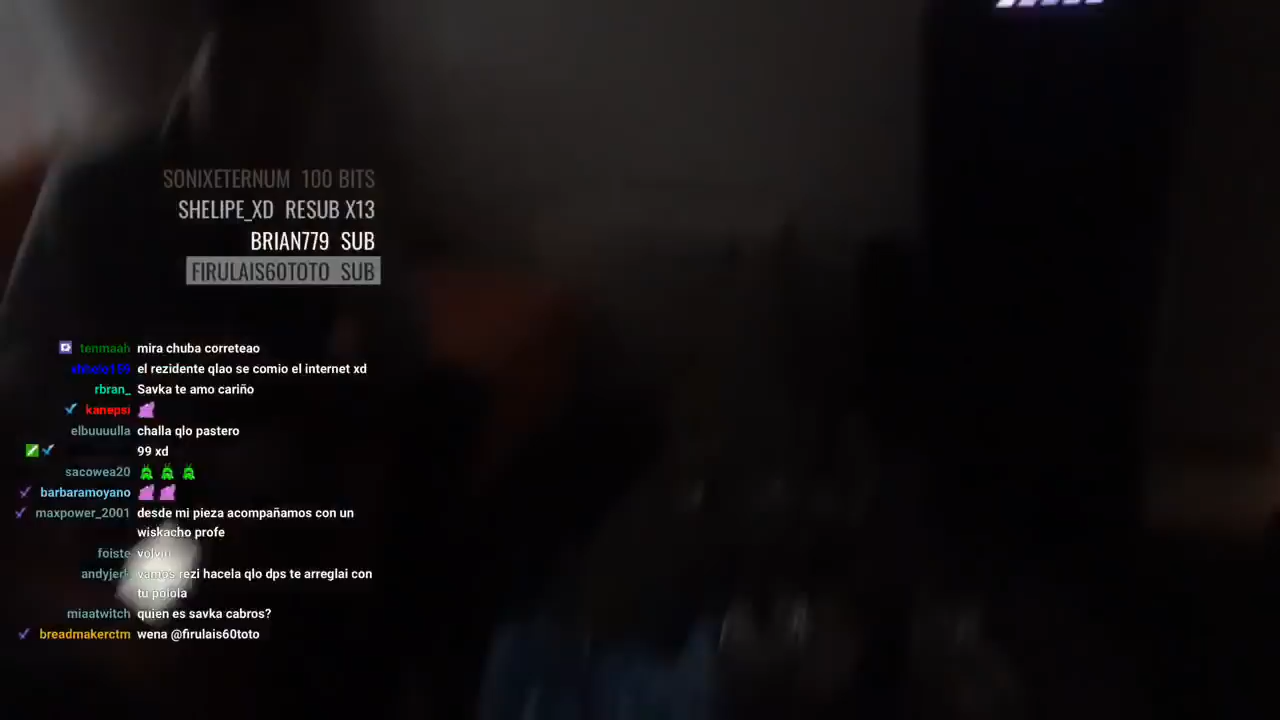 SONIXETERNUM 100 BITS
SHELIPE_XD RESUB X13
BRIAN779 SUB
FIRULAIS60TOTO SUB
tenmaah mira chuba correteao
el rezidente qlao se comio el internet xd
rbran_ Savka te amo cariño
kanepsi
elbuuuulla challa qlo pastero
99 xd
sacowea20
barbaramoyano
maxpower_2001 desde mi pieza acompañamos con un
wiskacho profe
foiste volvio
andyjerk vamos rezi hacela qlo dps te arreglai con
tu polola
miaatwitch quien es savka cabros?
breadmakerctm wena @firulais60toto